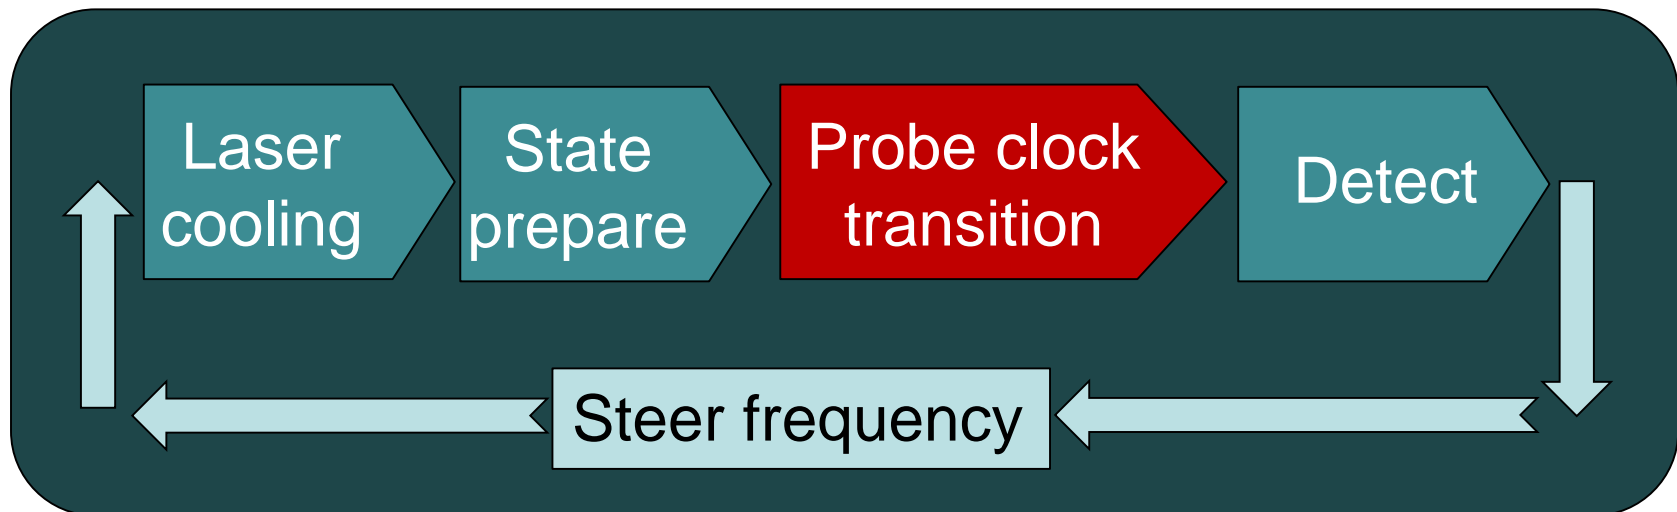 Laser
cooling
State
prepare
Probe clock
transition
Detect
Steer frequency